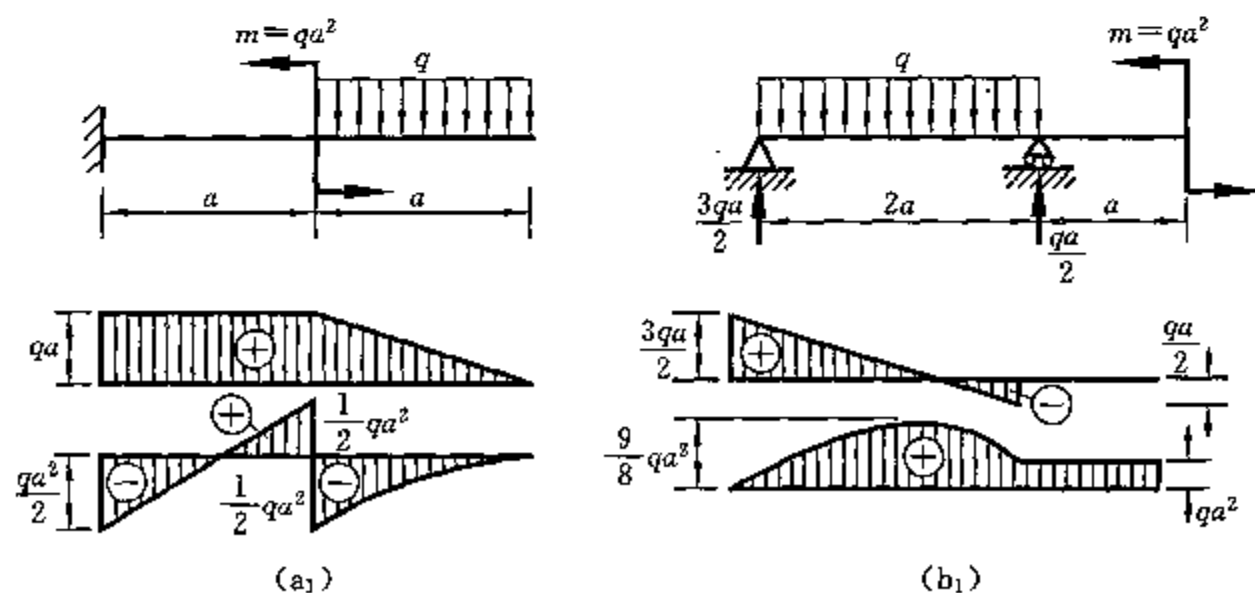 m=qa²
q
a
a
qa
+
+
1/2 qa²
qa²/2
−
1/2 qa²
−
(a₁)
m=qa²
q
3qa/2
2a
qa/2
a
3qa/2
+
qa/2
−
9/8 qa²
+
qa²
(b₁)